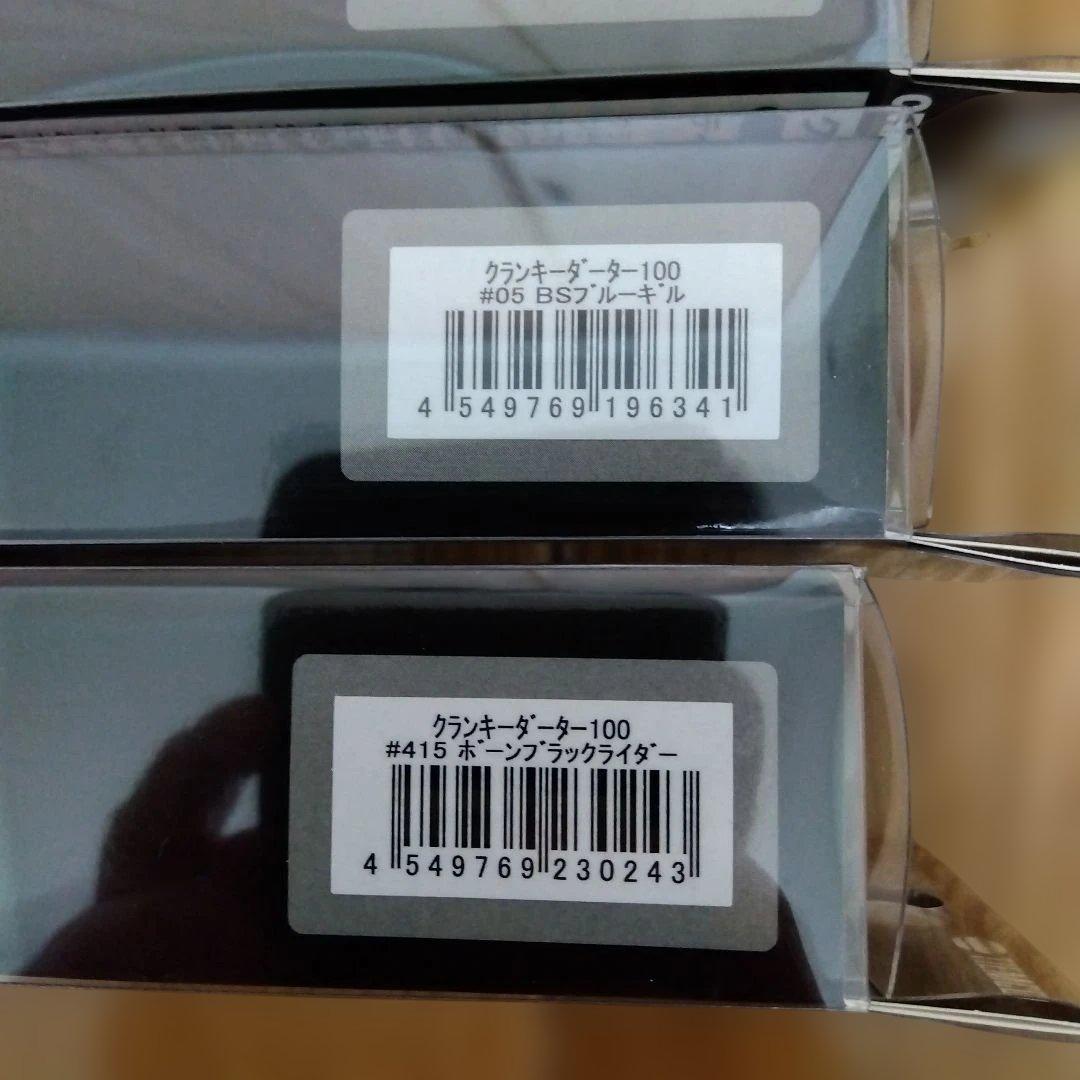 クランキーダーター100
#05 BSブルーギル
4 549769 196341
クランキーダーター100
#415 ボーンブラックライダー
4 549769 230243